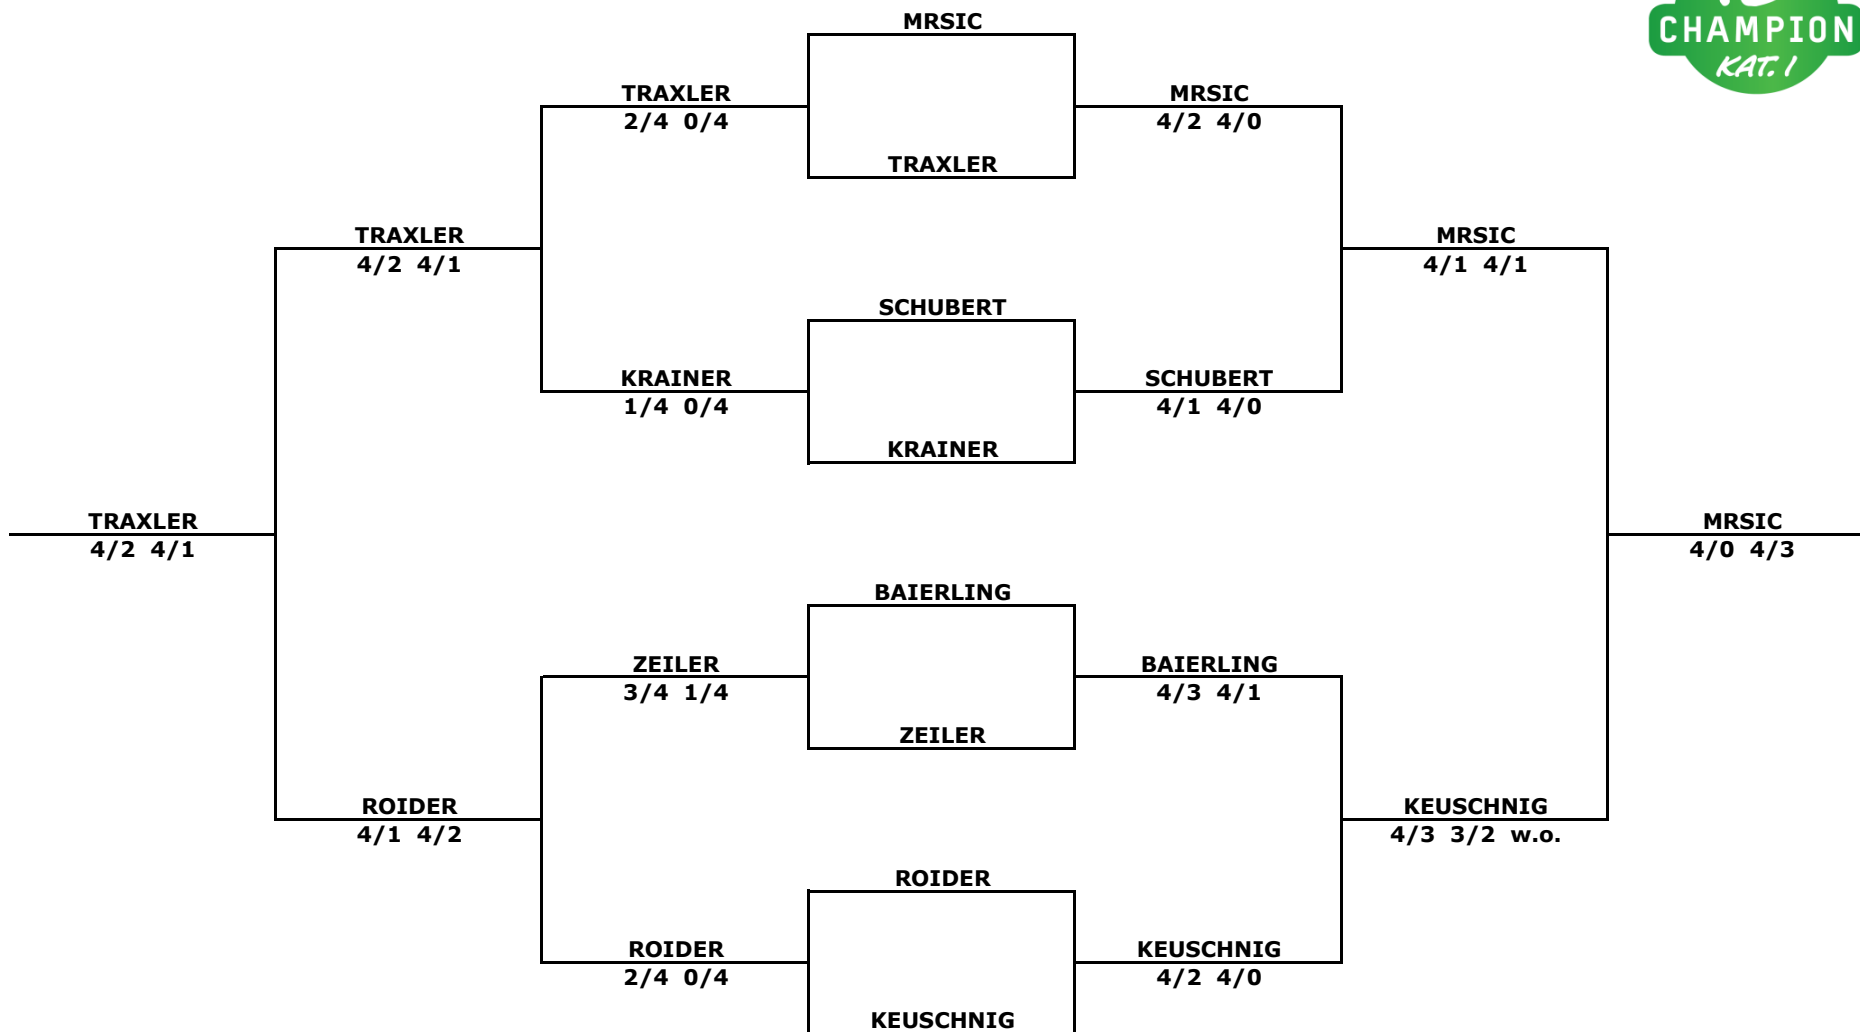 MRSIC
CHAMPION
KAT. 1
TRAXLER
MRSIC
2/4 0/4
4/2 4/0
TRAXLER
TRAXLER
MRSIC
4/2 4/1
4/1 4/1
SCHUBERT
KRAINER
SCHUBERT
1/4 0/4
4/1 4/0
KRAINER
TRAXLER
MRSIC
4/2 4/1
4/0 4/3
BAIERLING
ZEILER
BAIERLING
3/4 1/4
4/3 4/1
ZEILER
ROIDER
KEUSCHNIG
4/1 4/2
4/3 3/2 w.o.
ROIDER
ROIDER
KEUSCHNIG
2/4 0/4
4/2 4/0
KEUSCHNIG